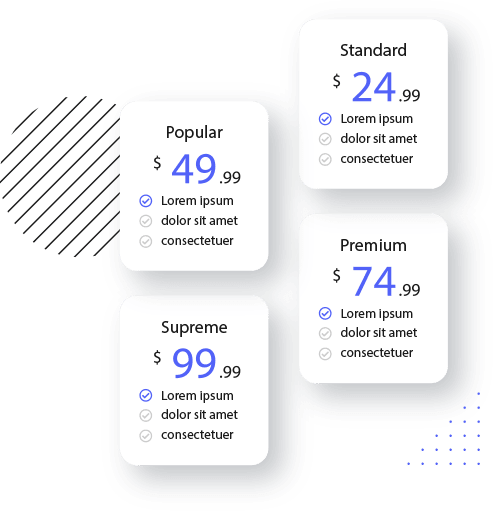 Standard
$ 24.99
Lorem ipsum
dolor sit amet
consectetuer
Popular
$ 49.99
Lorem ipsum
dolor sit amet
consectetuer
Premium
$ 74.99
Lorem ipsum
dolor sit amet
consectetuer
Supreme
$ 99.99
Lorem ipsum
dolor sit amet
consectetuer